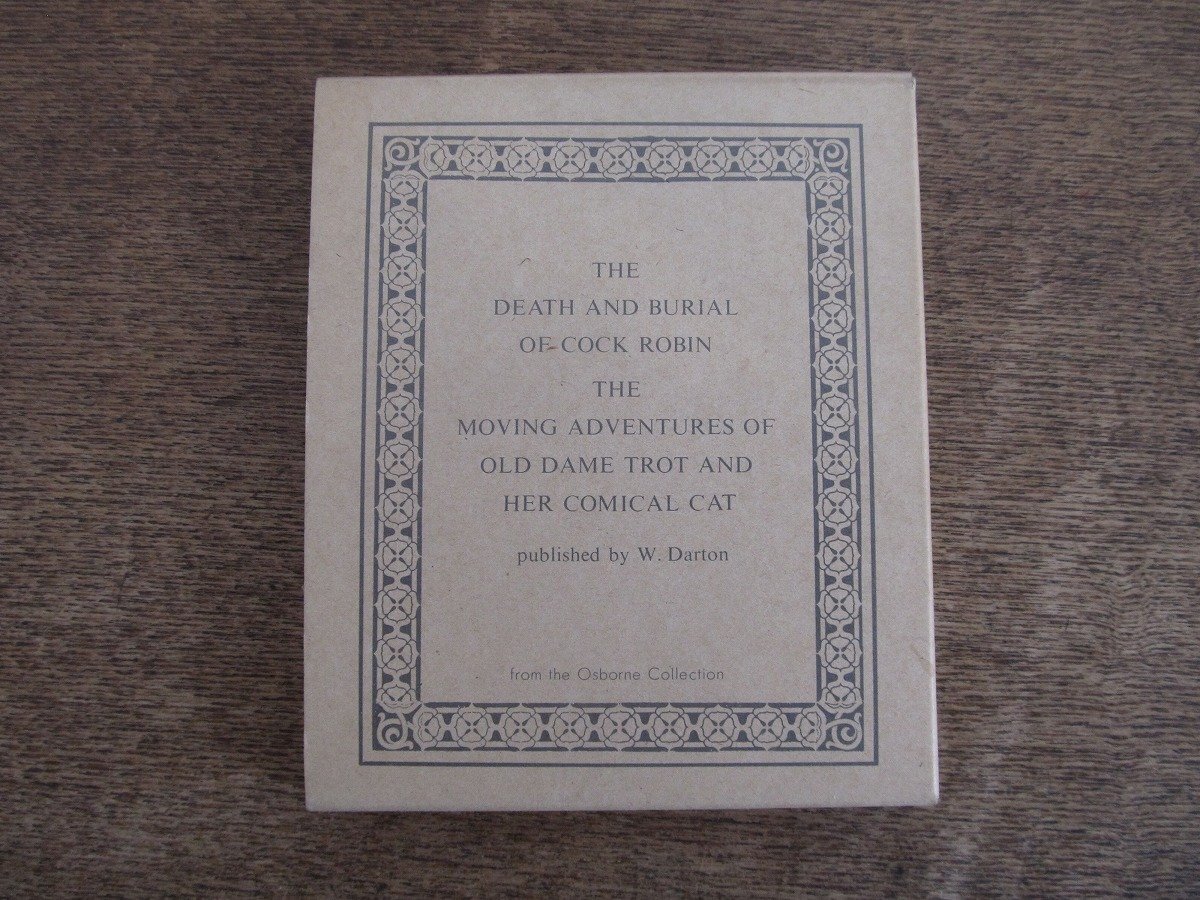 THE
DEATH AND BURIAL
OF COCK ROBIN
THE
MOVING ADVENTURES OF
OLD DAME TROT AND
HER COMICAL CAT
published by W. Darton
from the Osborne Collection